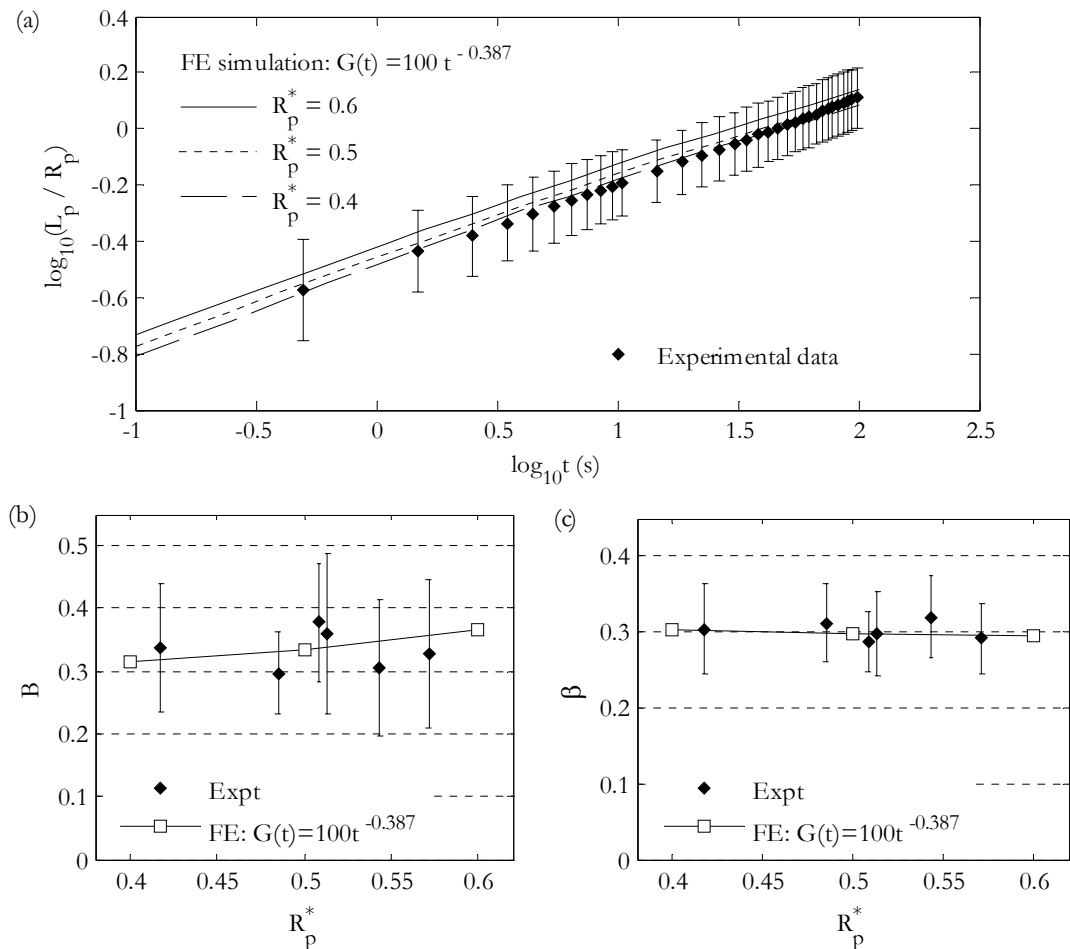 (a)
0.4
0.2
0
-0.2
-0.4
-0.6
-0.8
-1
log10(Lp / Rp)
FE simulation: G(t) =100 t - 0.387
R*p = 0.6
R*p = 0.5
R*p = 0.4
Experimental data
-1 -0.5 0 0.5 1 1.5 2 2.5
log10t (s)
(b)
0.5
0.4
0.3
0.2
0.1
0
B
Expt
FE: G(t)=100t -0.387
0.4 0.45 0.5 0.55 0.6
R*p
(c)
0.4
0.3
0.2
0.1
0
β
Expt
FE: G(t)=100t -0.387
0.4 0.45 0.5 0.55 0.6
R*p